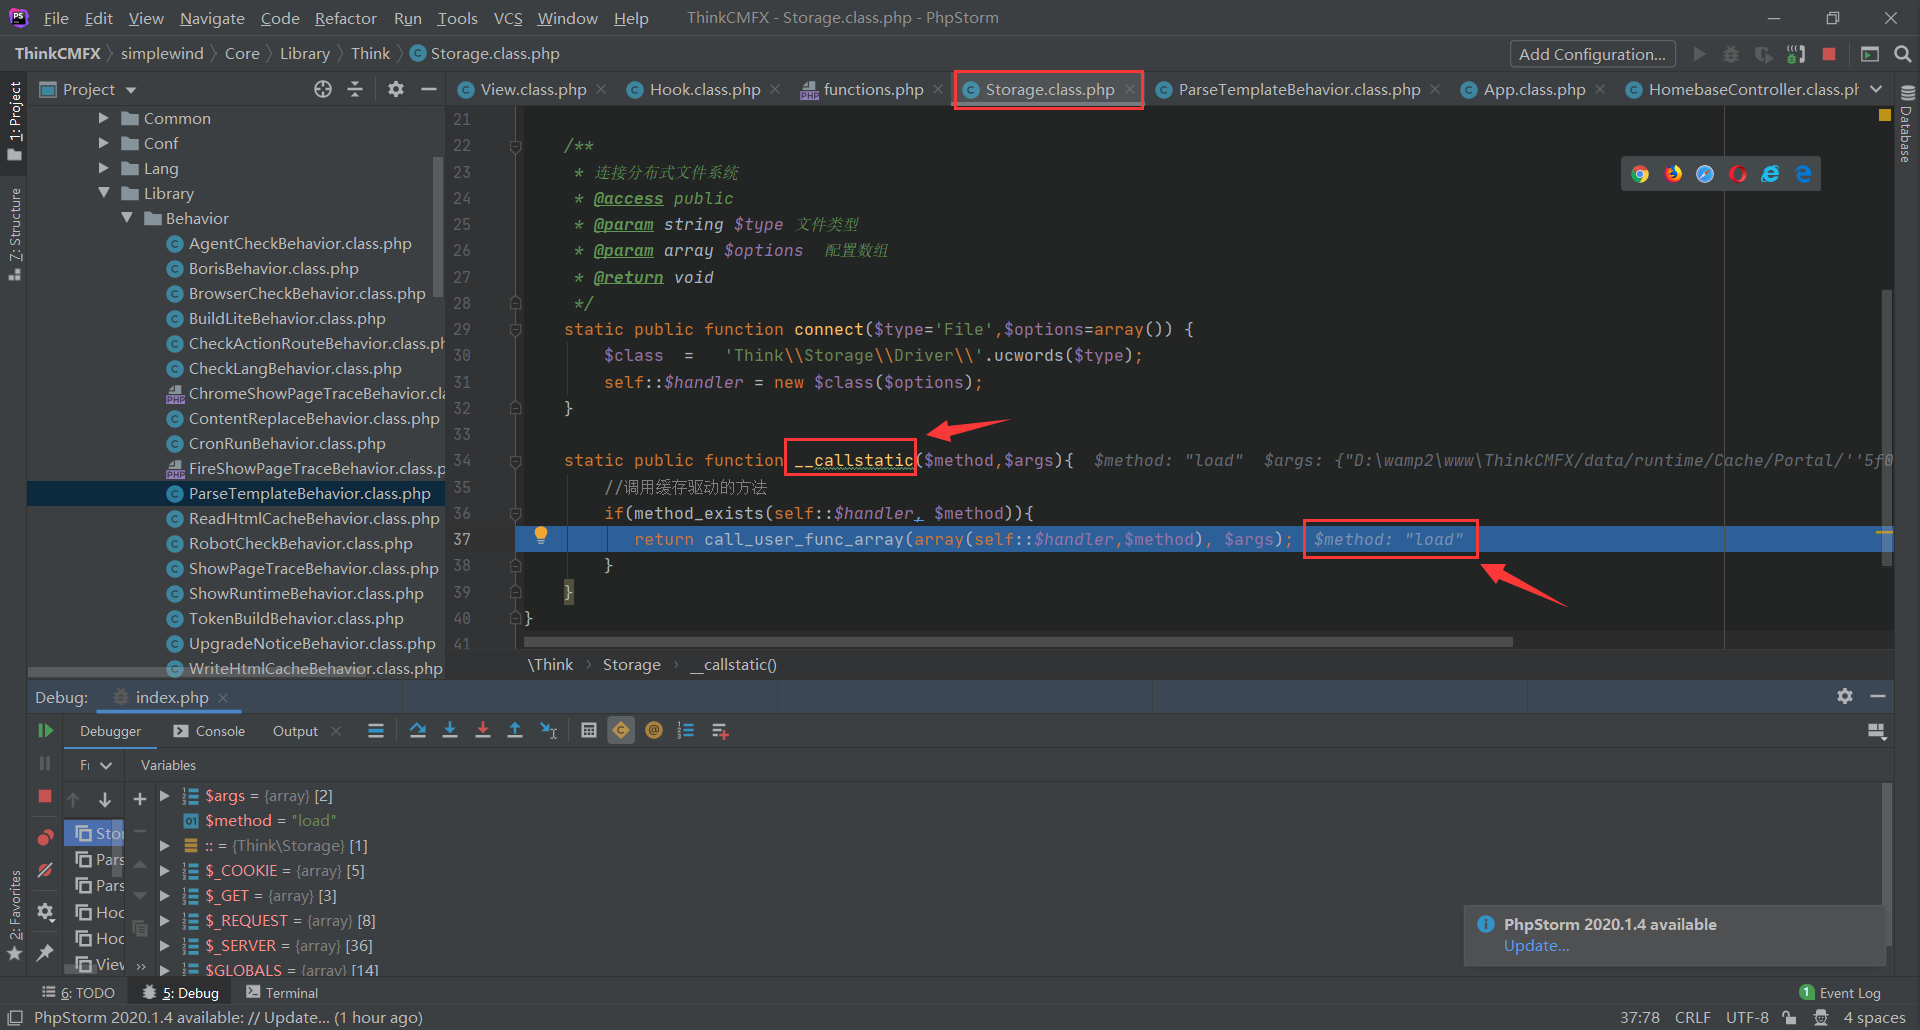 File Edit View Navigate Code Refactor Run Tools VCS Window Help ThinkCMFX - Storage.class.php - PhpStorm
ThinkCMFX simplewind Core Library Think Storage.class.php Add Configuration...
Project
View.class.php Hook.class.php functions.php Storage.class.php ParseTemplateBehavior.class.php App.class.php HomebaseController.class.ph
1: Project
7: Structure
2: Favorites
Database
Common
Conf
Lang
Library
Behavior
AgentCheckBehavior.class.php
BorisBehavior.class.php
BrowserCheckBehavior.class.php
BuildLiteBehavior.class.php
CheckActionRouteBehavior.class.ph
CheckLangBehavior.class.php
ChromeShowPageTraceBehavior.cla
ContentReplaceBehavior.class.php
CronRunBehavior.class.php
FireShowPageTraceBehavior.class.p
ParseTemplateBehavior.class.php
ReadHtmlCacheBehavior.class.php
RobotCheckBehavior.class.php
ShowPageTraceBehavior.class.php
ShowRuntimeBehavior.class.php
TokenBuildBehavior.class.php
UpgradeNoticeBehavior.class.php
WriteHtmlCacheBehavior.class.php
21
22 /**
23 * 连接分布式文件系统
24 * @access public
25 * @param string $type 文件类型
26 * @param array $options 配置数组
27 * @return void
28 */
29 static public function connect($type='File',$options=array()) {
30 $class = 'Think\\Storage\\Driver\\'.ucwords($type);
31 self::$handler = new $class($options);
32 }
33
34 static public function __callstatic($method,$args){ $method: "load" $args: {"D:\wamp2\www\ThinkCMFX/data/runtime/Cache/Portal/''5f0
35 //调用缓存驱动的方法
36 if(method_exists(self::$handler, $method)){
37 return call_user_func_array(array(self::$handler,$method), $args); $method: "load"
38 }
39 }
40 }
41
\Think › Storage › __callstatic()
Debug: index.php
Debugger Console Output
Fr Variables
$args = {array} [2]
$method = "load"
:: = {Think\Storage} [1]
$_COOKIE = {array} [5]
$_GET = {array} [3]
$_REQUEST = {array} [8]
$_SERVER = {array} [36]
$GLOBALS = {array} [14]
Stor
Pars
Pars
Hoo
Hoo
View
PhpStorm 2020.1.4 available
Update...
6: TODO 5: Debug Terminal 1 Event Log
PhpStorm 2020.1.4 available: // Update... (1 hour ago) 37:78 CRLF UTF-8 4 spaces